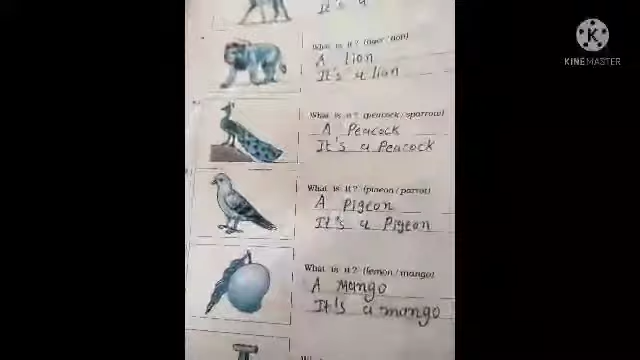 It's a
What is it? (tiger / lion)
A lion
It's a lion
What is it? (peacock / sparrow)
A Peacock
It's a Peacock
What is it? (pigeon / parrot)
A Pigeon
It's a Pigeon
What is it? (lemon / mango)
A Mango
It's a mango
K
KINEMASTER